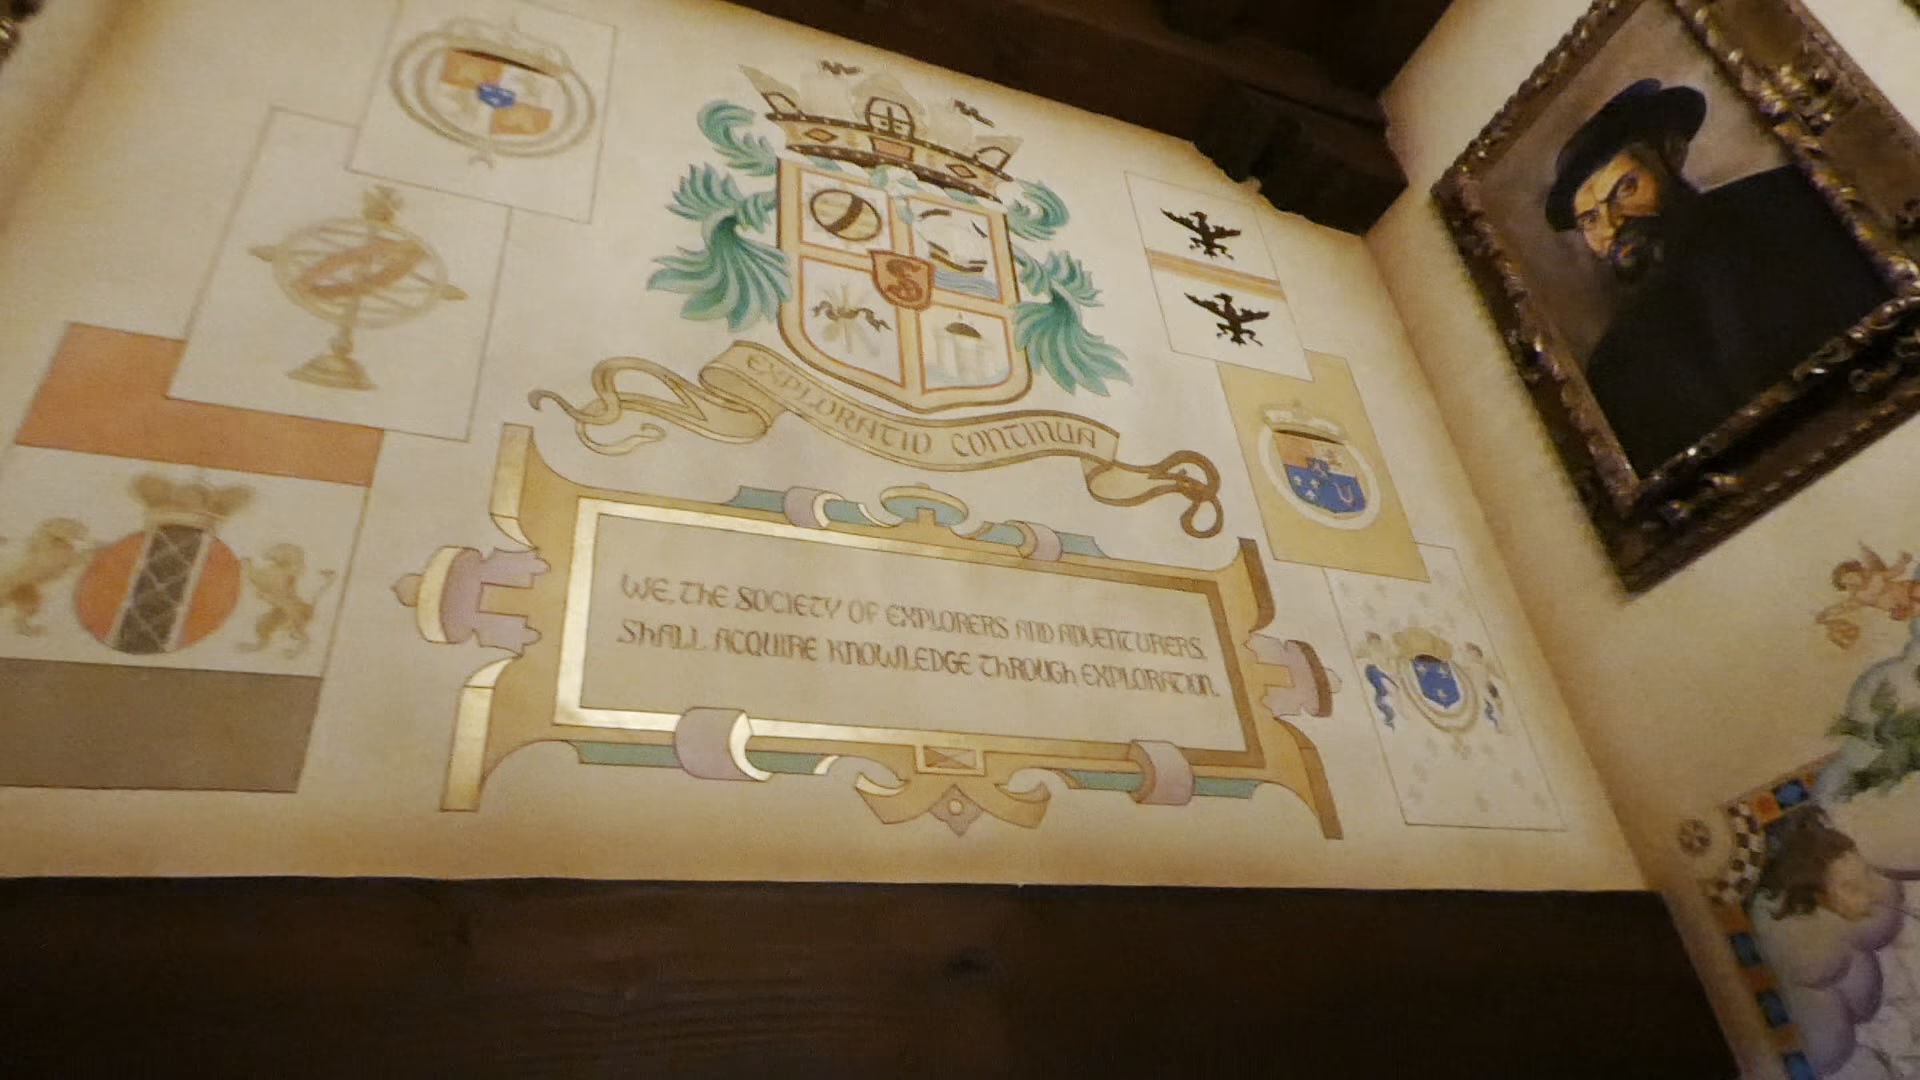 S
EXPLORATIO CONTINUA
WE, THE SOCIETY OF EXPLORERS AND ADVENTURERS,
SHALL ACQUIRE KNOWLEDGE THROUGH EXPLORATION.